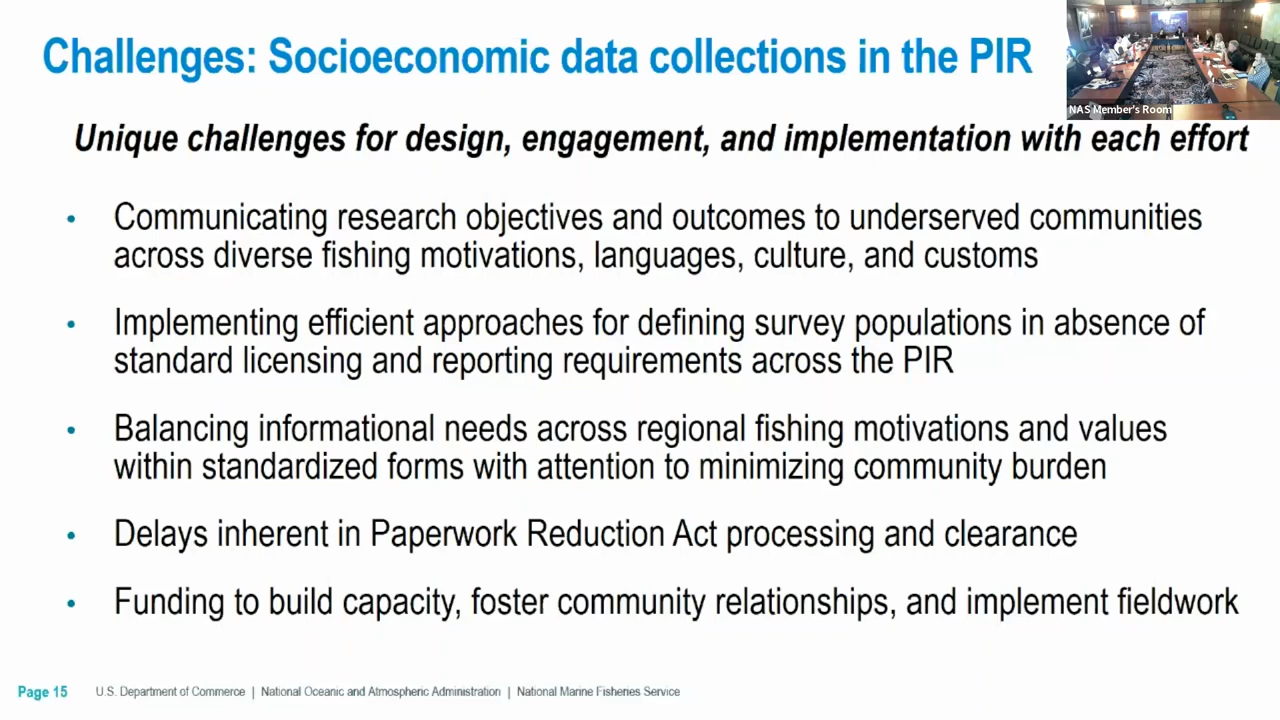 Challenges: Socioeconomic data collections in the PIR
NAS Member's Room
Unique challenges for design, engagement, and implementation with each effort
• Communicating research objectives and outcomes to underserved communities
across diverse fishing motivations, languages, culture, and customs
• Implementing efficient approaches for defining survey populations in absence of
standard licensing and reporting requirements across the PIR
• Balancing informational needs across regional fishing motivations and values
within standardized forms with attention to minimizing community burden
• Delays inherent in Paperwork Reduction Act processing and clearance
• Funding to build capacity, foster community relationships, and implement fieldwork
Page 15 U.S. Department of Commerce | National Oceanic and Atmospheric Administration | National Marine Fisheries Service